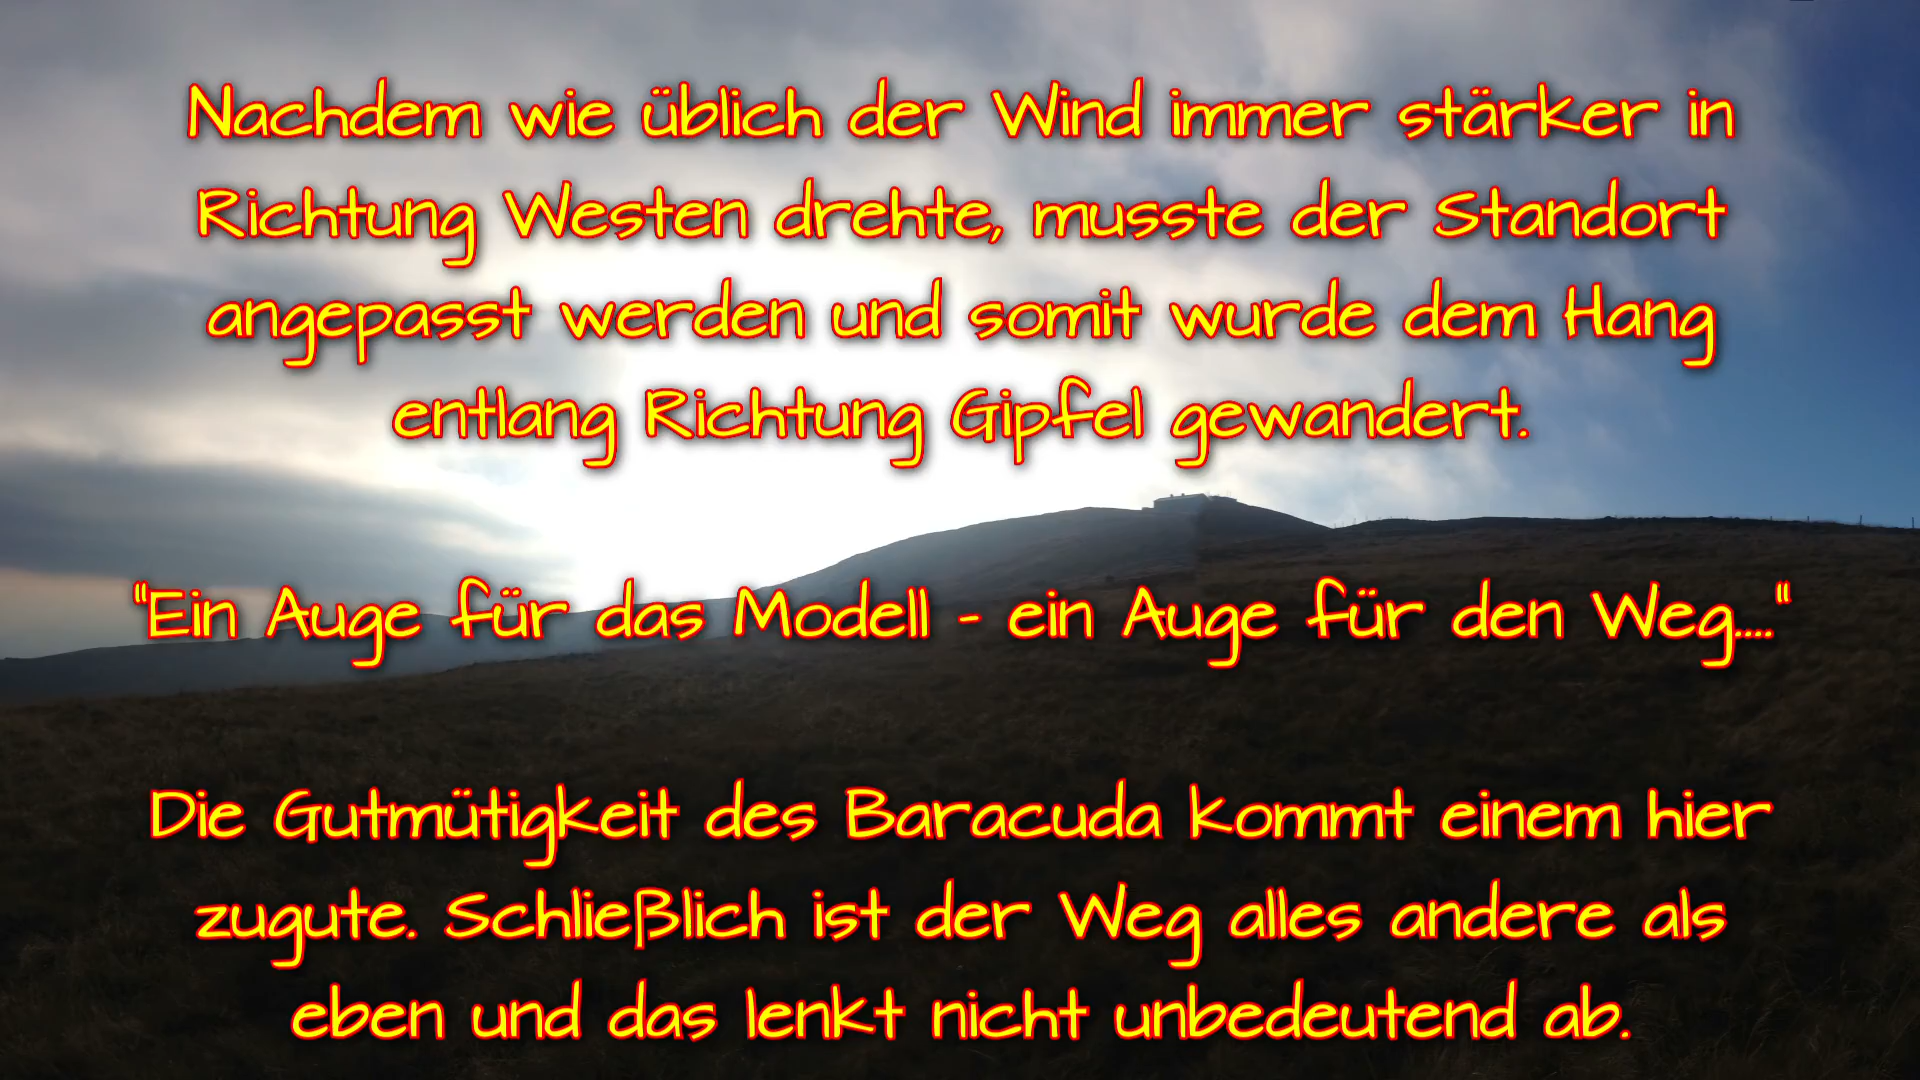 Nachdem wie üblich der Wind immer stärker in
Richtung Westen drehte, musste der Standort
angepasst werden und somit wurde dem Hang
entlang Richtung Gipfel gewandert.
"Ein Auge für das Modell - ein Auge für den Weg...."
Die Gutmütigkeit des Baracuda kommt einem hier
zugute. Schließlich ist der Weg alles andere als
eben und das lenkt nicht unbedeutend ab.